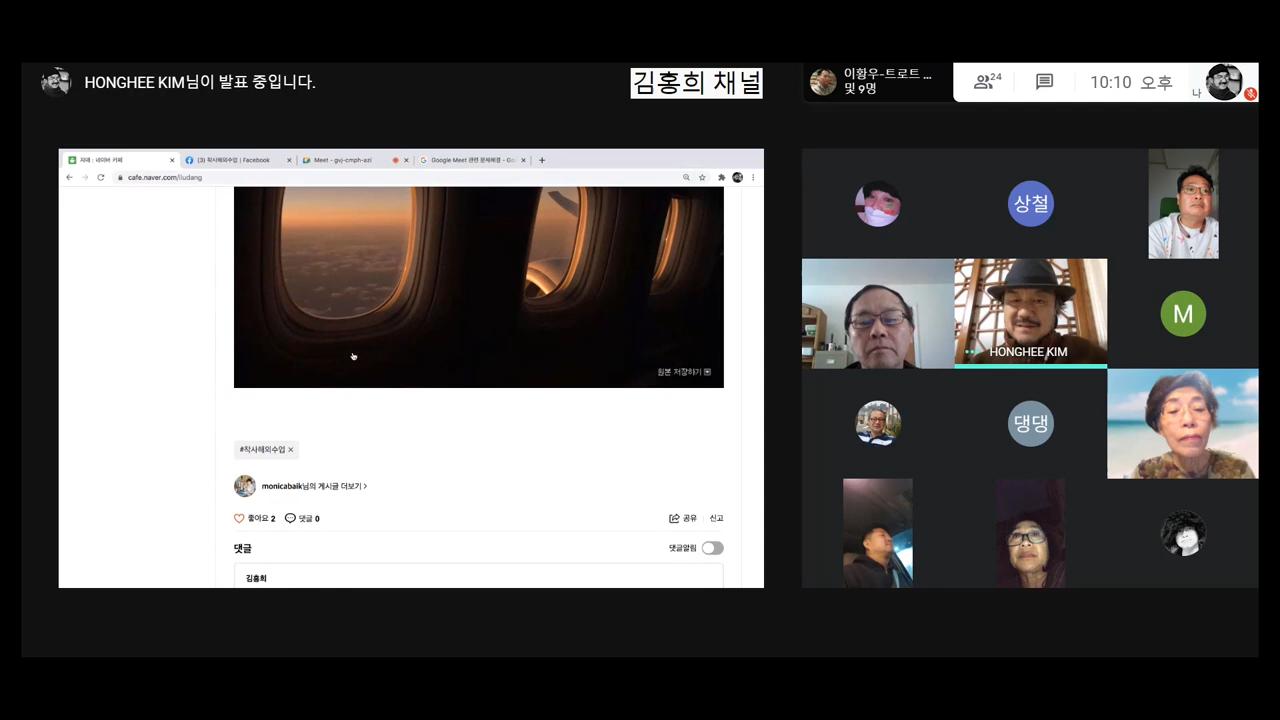 HONGHEE KIM님이 발표 중입니다.
김홍희 채널
이황우-트로트 ...
및 9명
24
10:10 오후
나
자대 : 네이버 카페
(3) 착사해외수업 | Facebook
Meet - gvj-cmph-azi
Google Meet 관련 문제해결 - Go
cafe.naver.com/iludang
원본 저장하기
#착사해외수업 ×
monicabaik님의 게시글 더보기 >
좋아요 2 댓글 0
공유 신고
댓글
댓글알림
김홍희
상철
HONGHEE KIM
M
댕댕